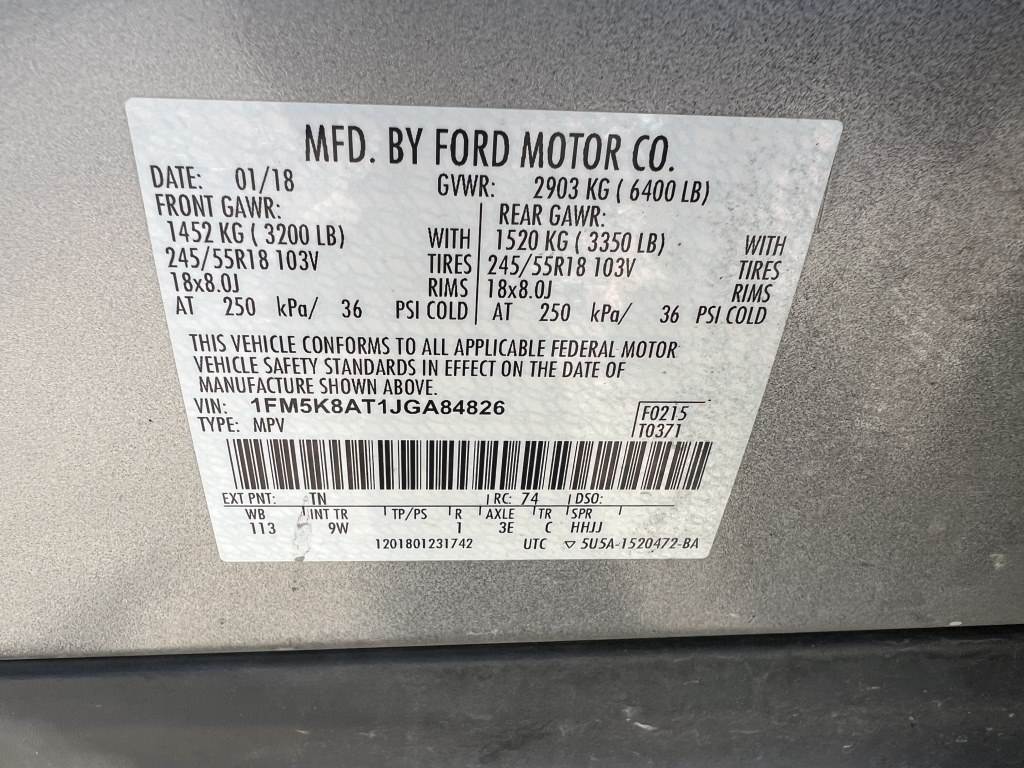 MFD. BY FORD MOTOR CO.
DATE: 01/18 GVWR: 2903 KG ( 6400 LB)
FRONT GAWR: REAR GAWR:
1452 KG ( 3200 LB) WITH 1520 KG ( 3350 LB) WITH
245/55R18 103V TIRES 245/55R18 103V TIRES
18x8.0J RIMS 18x8.0J RIMS
AT 250 kPa/ 36 PSI COLD AT 250 kPa/ 36 PSI COLD
THIS VEHICLE CONFORMS TO ALL APPLICABLE FEDERAL MOTOR
VEHICLE SAFETY STANDARDS IN EFFECT ON THE DATE OF
MANUFACTURE SHOWN ABOVE.
VIN: 1FM5K8AT1JGA84826 F0215
TYPE: MPV T0371
EXT PNT: TN RC: 74 DSO:
WB INT TR TP/PS R AXLE TR SPR
113 9W 1 3E C HHJJ
1201801231742 UTC ▽ 5U5A-1520472-BA